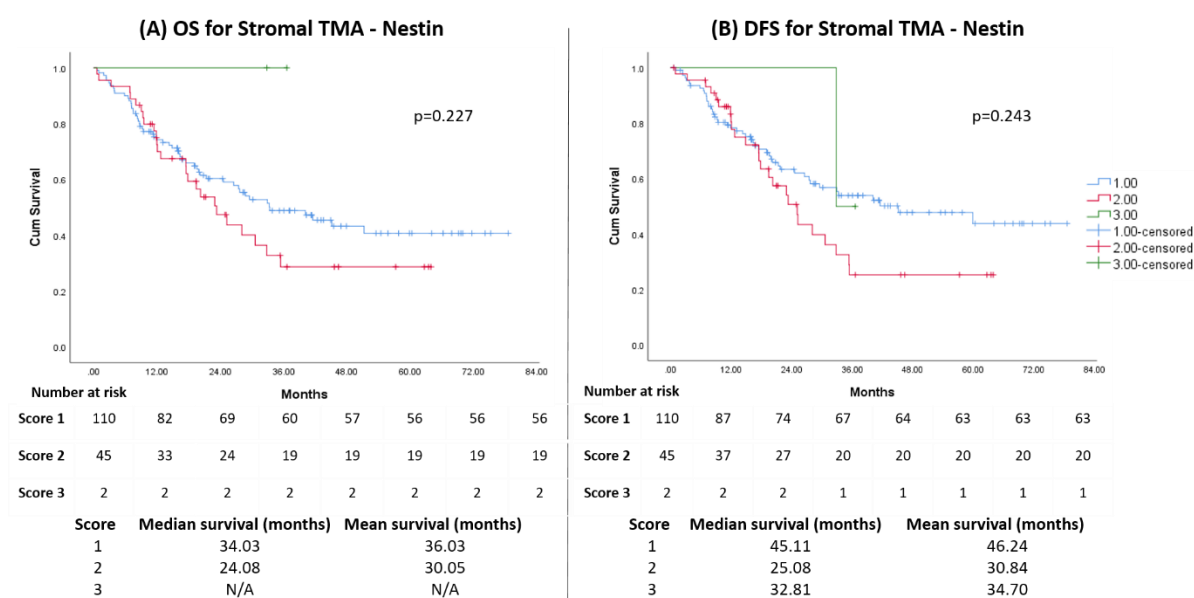 (A) OS for Stromal TMA - Nestin
1.0
0.8
0.6
0.4
0.2
0.0
Cum Survival
p=0.227
.00 12.00 24.00 36.00 48.00 60.00 72.00 84.00
Months
Number at risk
Score 1 110 82 69 60 57 56 56 56
Score 2 45 33 24 19 19 19 19 19
Score 3 2 2 2 2 2 2 2 2
Score Median survival (months) Mean survival (months)
1 34.03 36.03
2 24.08 30.05
3 N/A N/A
(B) DFS for Stromal TMA - Nestin
1.0
0.8
0.6
0.4
0.2
0.0
Cum Survival
p=0.243
1.00
2.00
3.00
1.00-censored
2.00-censored
3.00-censored
.00 12.00 24.00 36.00 48.00 60.00 72.00 84.00
Months
Number at risk
Score 1 110 87 74 67 64 63 63 63
Score 2 45 37 27 20 20 20 20 20
Score 3 2 2 2 1 1 1 1 1
Score Median survival (months) Mean survival (months)
1 45.11 46.24
2 25.08 30.84
3 32.81 34.70